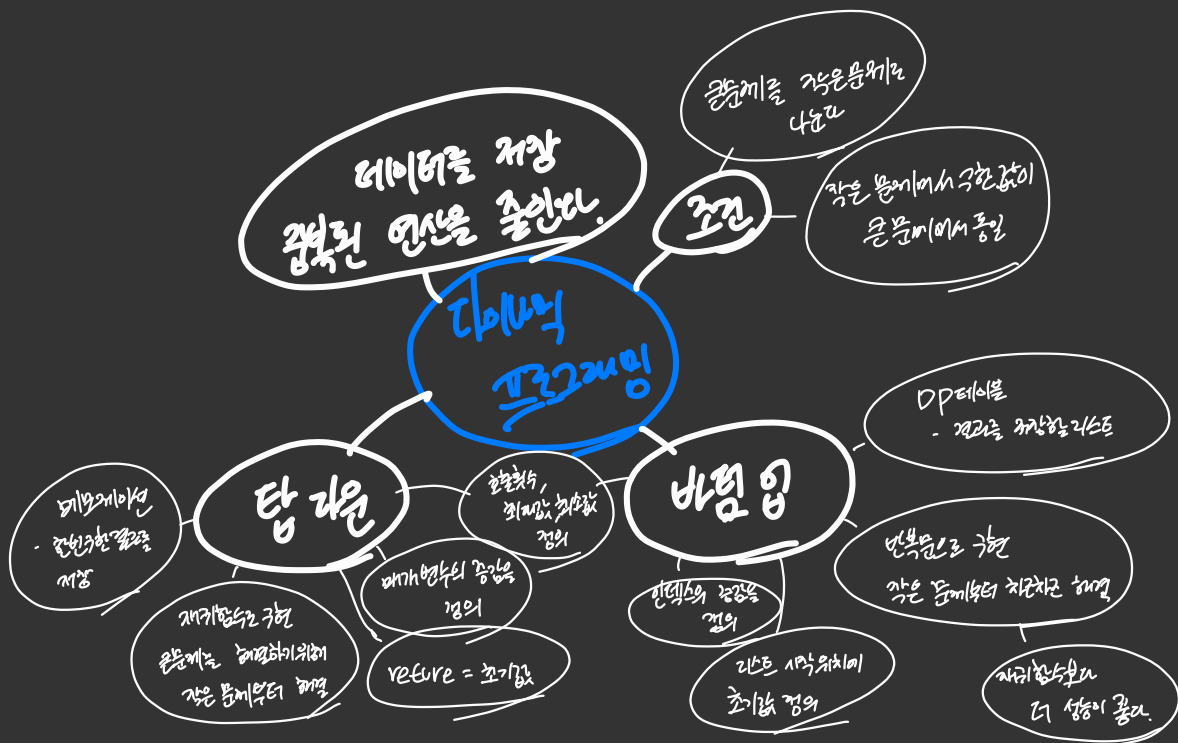 데이터를 저장
중복된 연산을 줄인다.
다이나믹
프로그래밍
조건
큰문제를 작은문제로
나눈다
작은 문제에서 구한 값이
큰 문제에서 동일
탑 다운
메모제이션
- 한번구한결과를
저장
재귀함수로 구현
큰문제를 해결하기위해
작은 문제부터 해결
매개변수의 증감을
정의
return = 초기값
호출횟수,
최대값, 최소값
정의
바텀 업
DP테이블
- 결과를 저장할 리스트
반복문으로 구현
작은 문제부터 차근차근 해결
재귀함수보다
더 성능이 좋다.
인덱스의 증감을
정의
리스트 시작위치에
초기값 정의